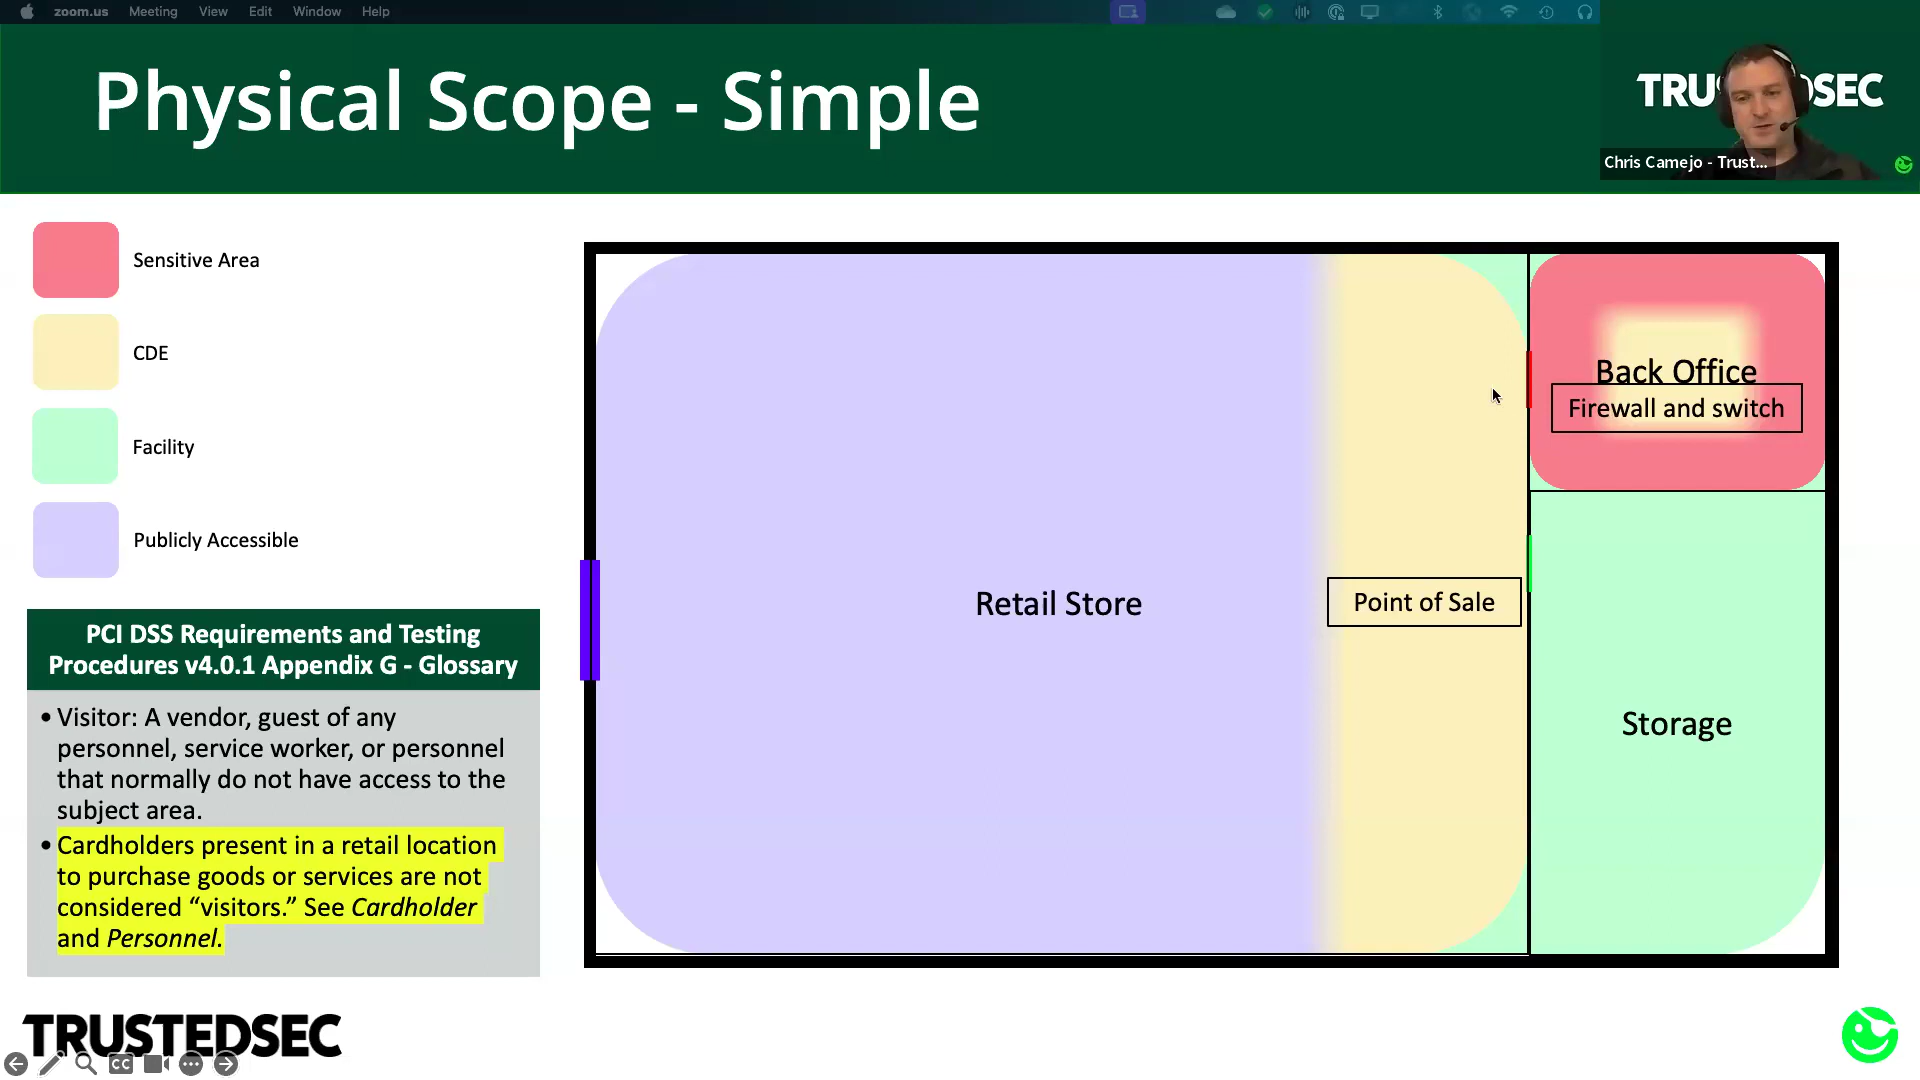 zoom.us Meeting View Edit Window Help
Physical Scope - Simple
Chris Camejo - Trust...
Sensitive Area
CDE
Facility
Publicly Accessible
PCI DSS Requirements and Testing
Procedures v4.0.1 Appendix G - Glossary
• Visitor: A vendor, guest of any
personnel, service worker, or personnel
that normally do not have access to the
subject area.
• Cardholders present in a retail location
to purchase goods or services are not
considered “visitors.” See Cardholder
and Personnel.
Retail Store
Point of Sale
Back Office
Firewall and switch
Storage
TRUSTEDSEC
CC